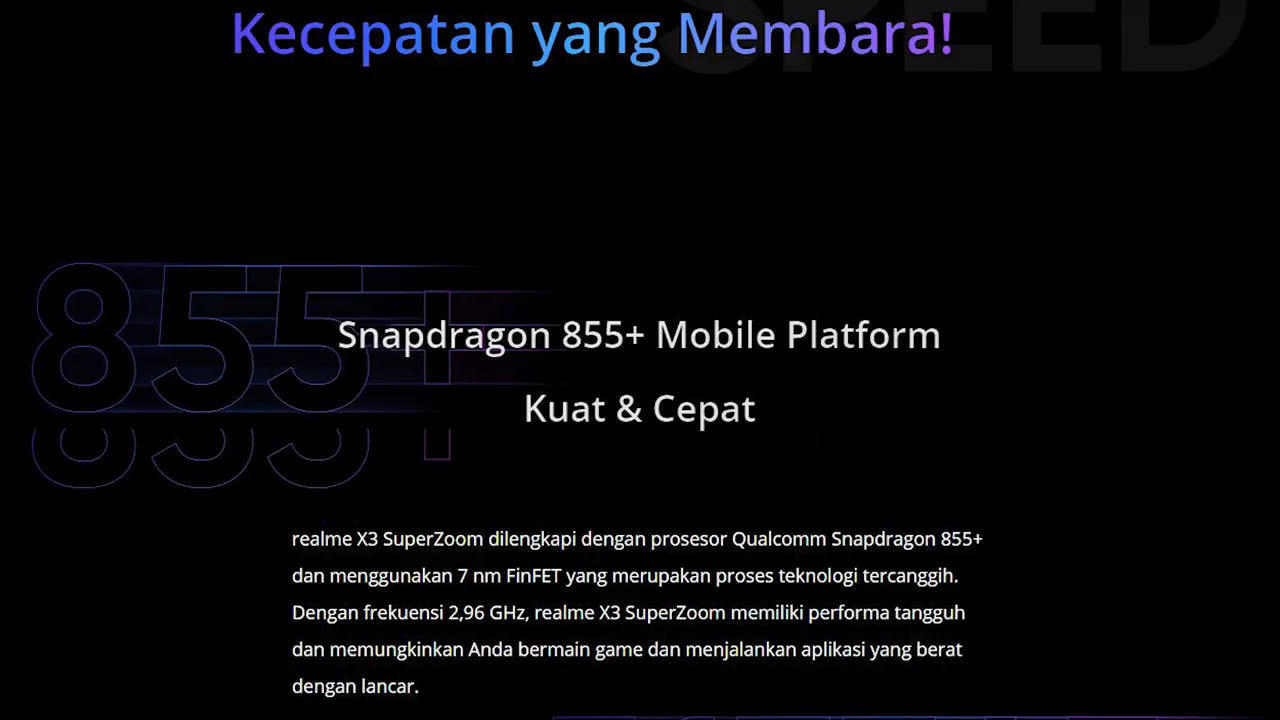 SPEED
Kecepatan yang Membara!
855+
Snapdragon 855+ Mobile Platform
Kuat & Cepat
realme X3 SuperZoom dilengkapi dengan prosesor Qualcomm Snapdragon 855+
dan menggunakan 7 nm FinFET yang merupakan proses teknologi tercanggih.
Dengan frekuensi 2,96 GHz, realme X3 SuperZoom memiliki performa tangguh
dan memungkinkan Anda bermain game dan menjalankan aplikasi yang berat
dengan lancar.